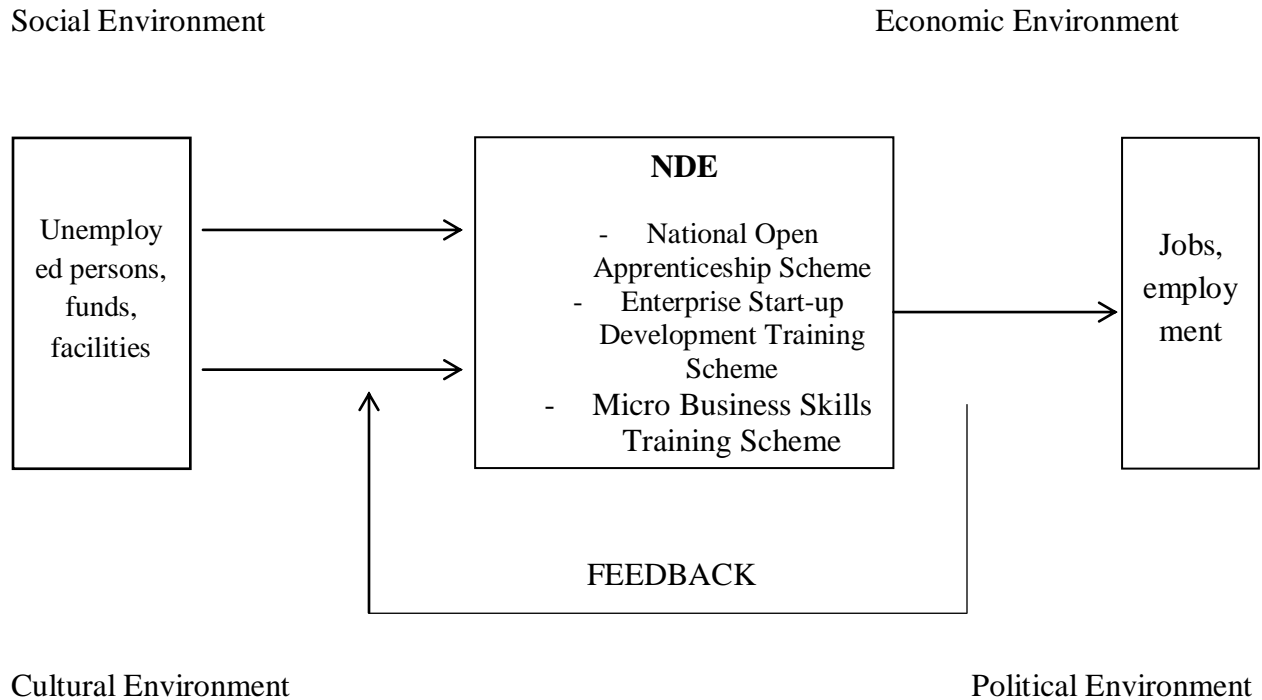 Social Environment
Economic Environment
Unemploy
ed persons,
funds,
facilities
NDE
- National Open
Apprenticeship Scheme
- Enterprise Start-up
Development Training
Scheme
- Micro Business Skills
Training Scheme
Jobs,
employ
ment
FEEDBACK
Cultural Environment
Political Environment